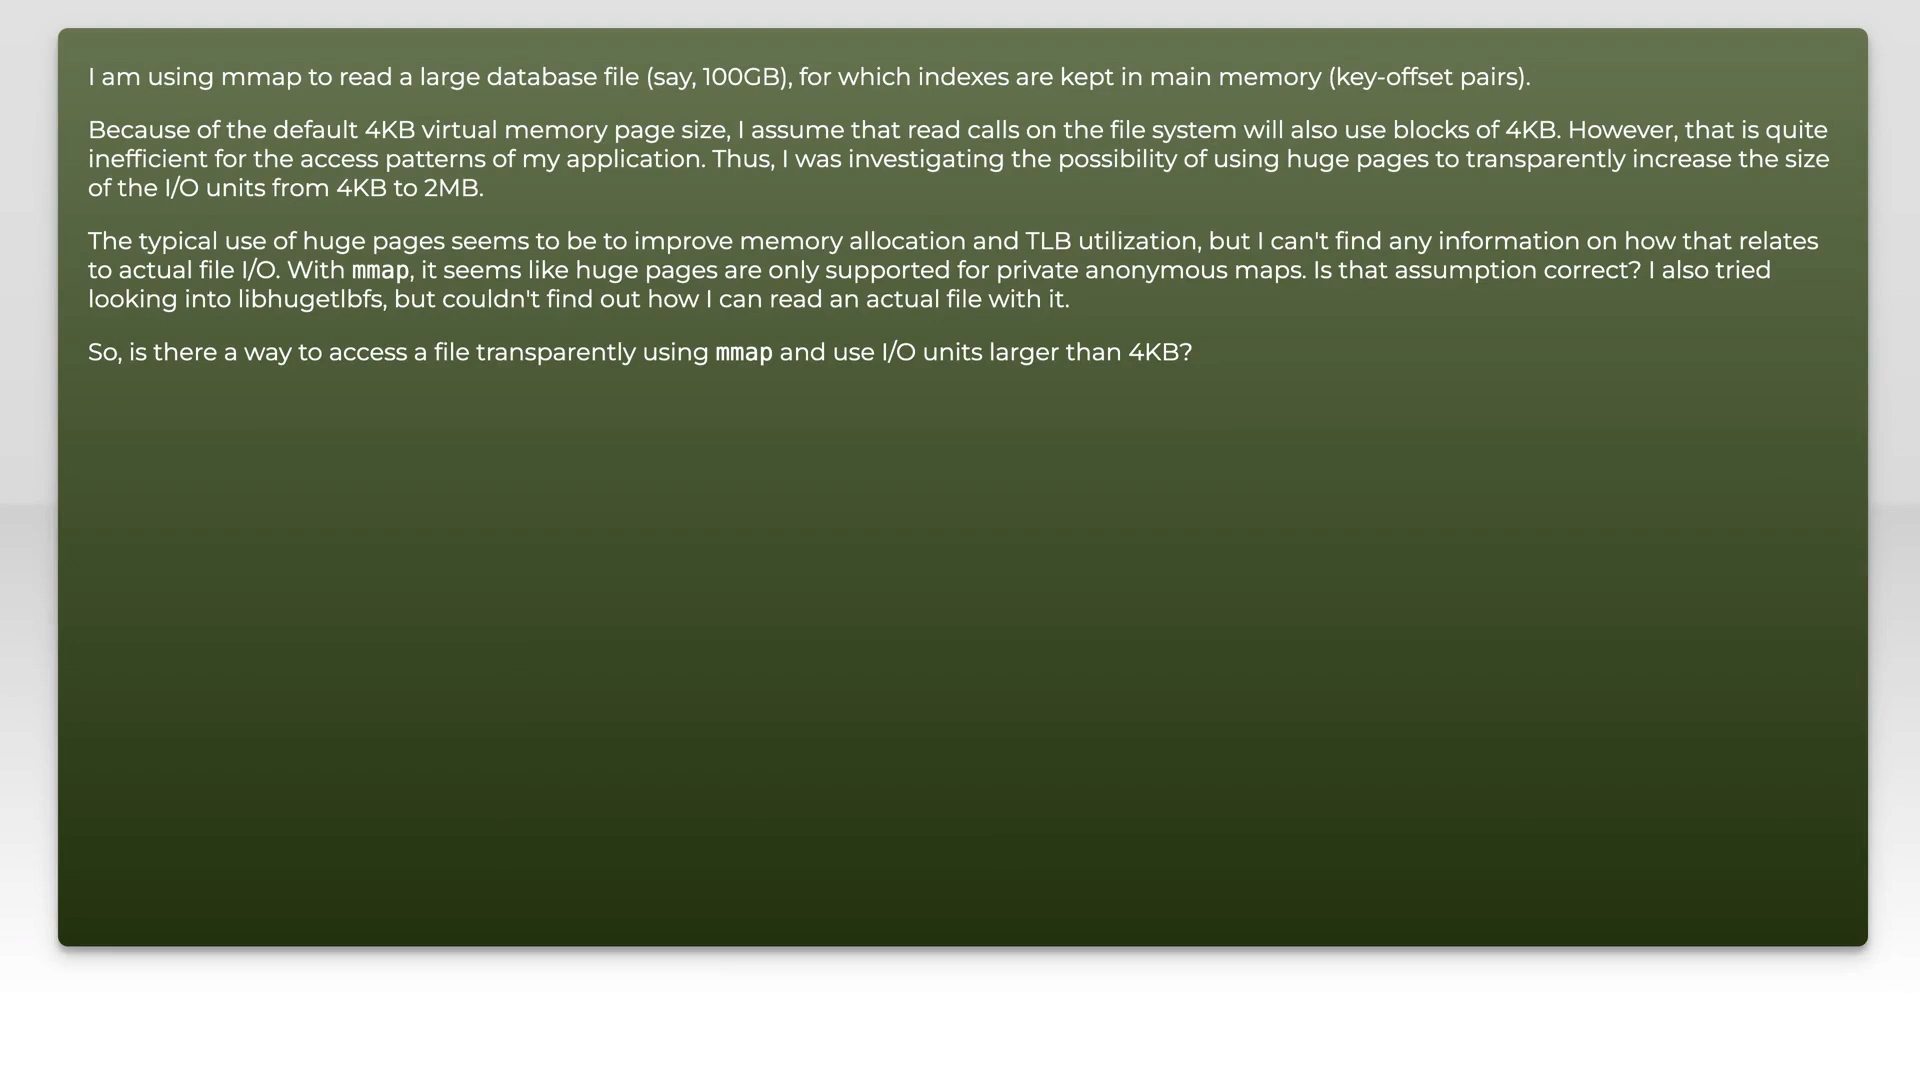 I am using mmap to read a large database file (say, 100GB), for which indexes are kept in main memory (key-offset pairs).
Because of the default 4KB virtual memory page size, I assume that read calls on the file system will also use blocks of 4KB. However, that is quite
inefficient for the access patterns of my application. Thus, I was investigating the possibility of using huge pages to transparently increase the size
of the I/O units from 4KB to 2MB.
The typical use of huge pages seems to be to improve memory allocation and TLB utilization, but I can't find any information on how that relates
to actual file I/O. With mmap, it seems like huge pages are only supported for private anonymous maps. Is that assumption correct? I also tried
looking into libhugetlbfs, but couldn't find out how I can read an actual file with it.
So, is there a way to access a file transparently using mmap and use I/O units larger than 4KB?